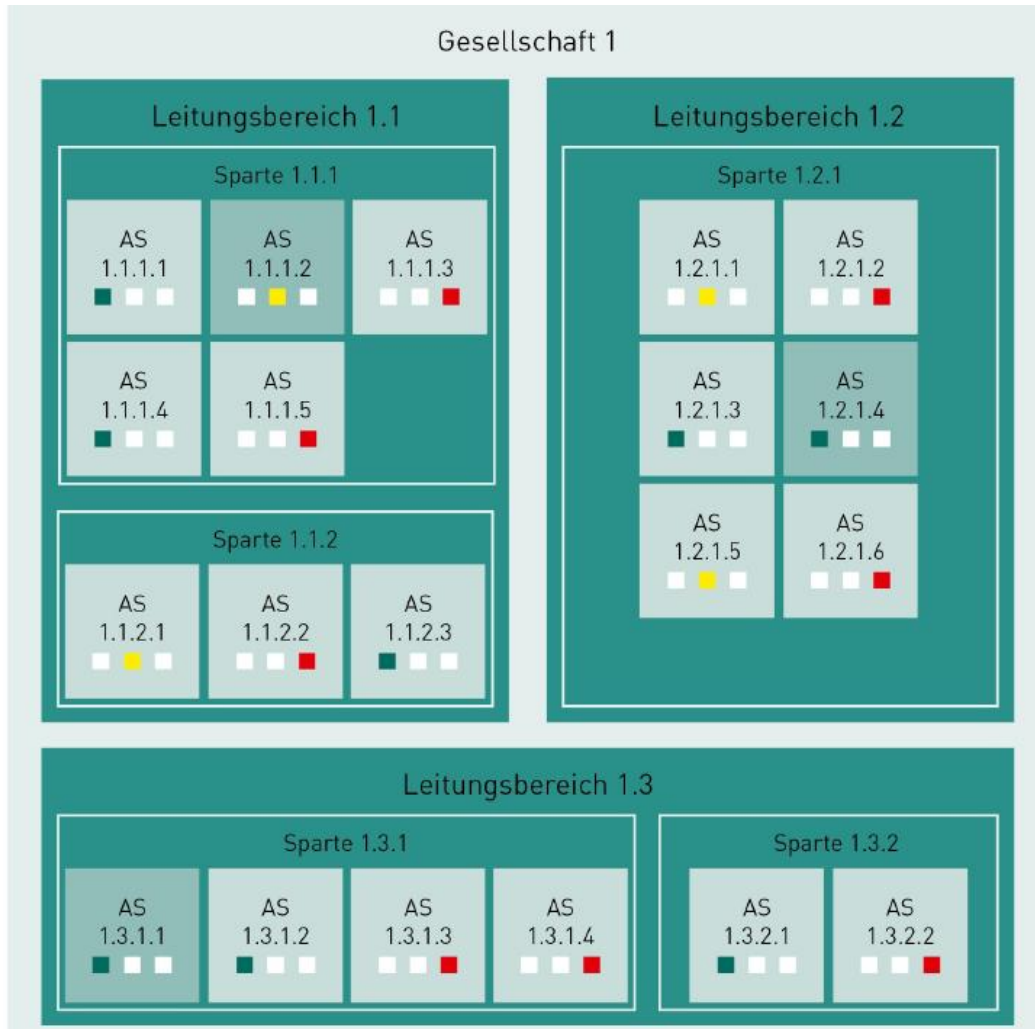 Gesellschaft 1
Leitungsbereich 1.1
Sparte 1.1.1
AS
1.1.1.1
AS
1.1.1.2
AS
1.1.1.3
AS
1.1.1.4
AS
1.1.1.5
Sparte 1.1.2
AS
1.1.2.1
AS
1.1.2.2
AS
1.1.2.3
Leitungsbereich 1.2
Sparte 1.2.1
AS
1.2.1.1
AS
1.2.1.2
AS
1.2.1.3
AS
1.2.1.4
AS
1.2.1.5
AS
1.2.1.6
Leitungsbereich 1.3
Sparte 1.3.1
AS
1.3.1.1
AS
1.3.1.2
AS
1.3.1.3
AS
1.3.1.4
Sparte 1.3.2
AS
1.3.2.1
AS
1.3.2.2